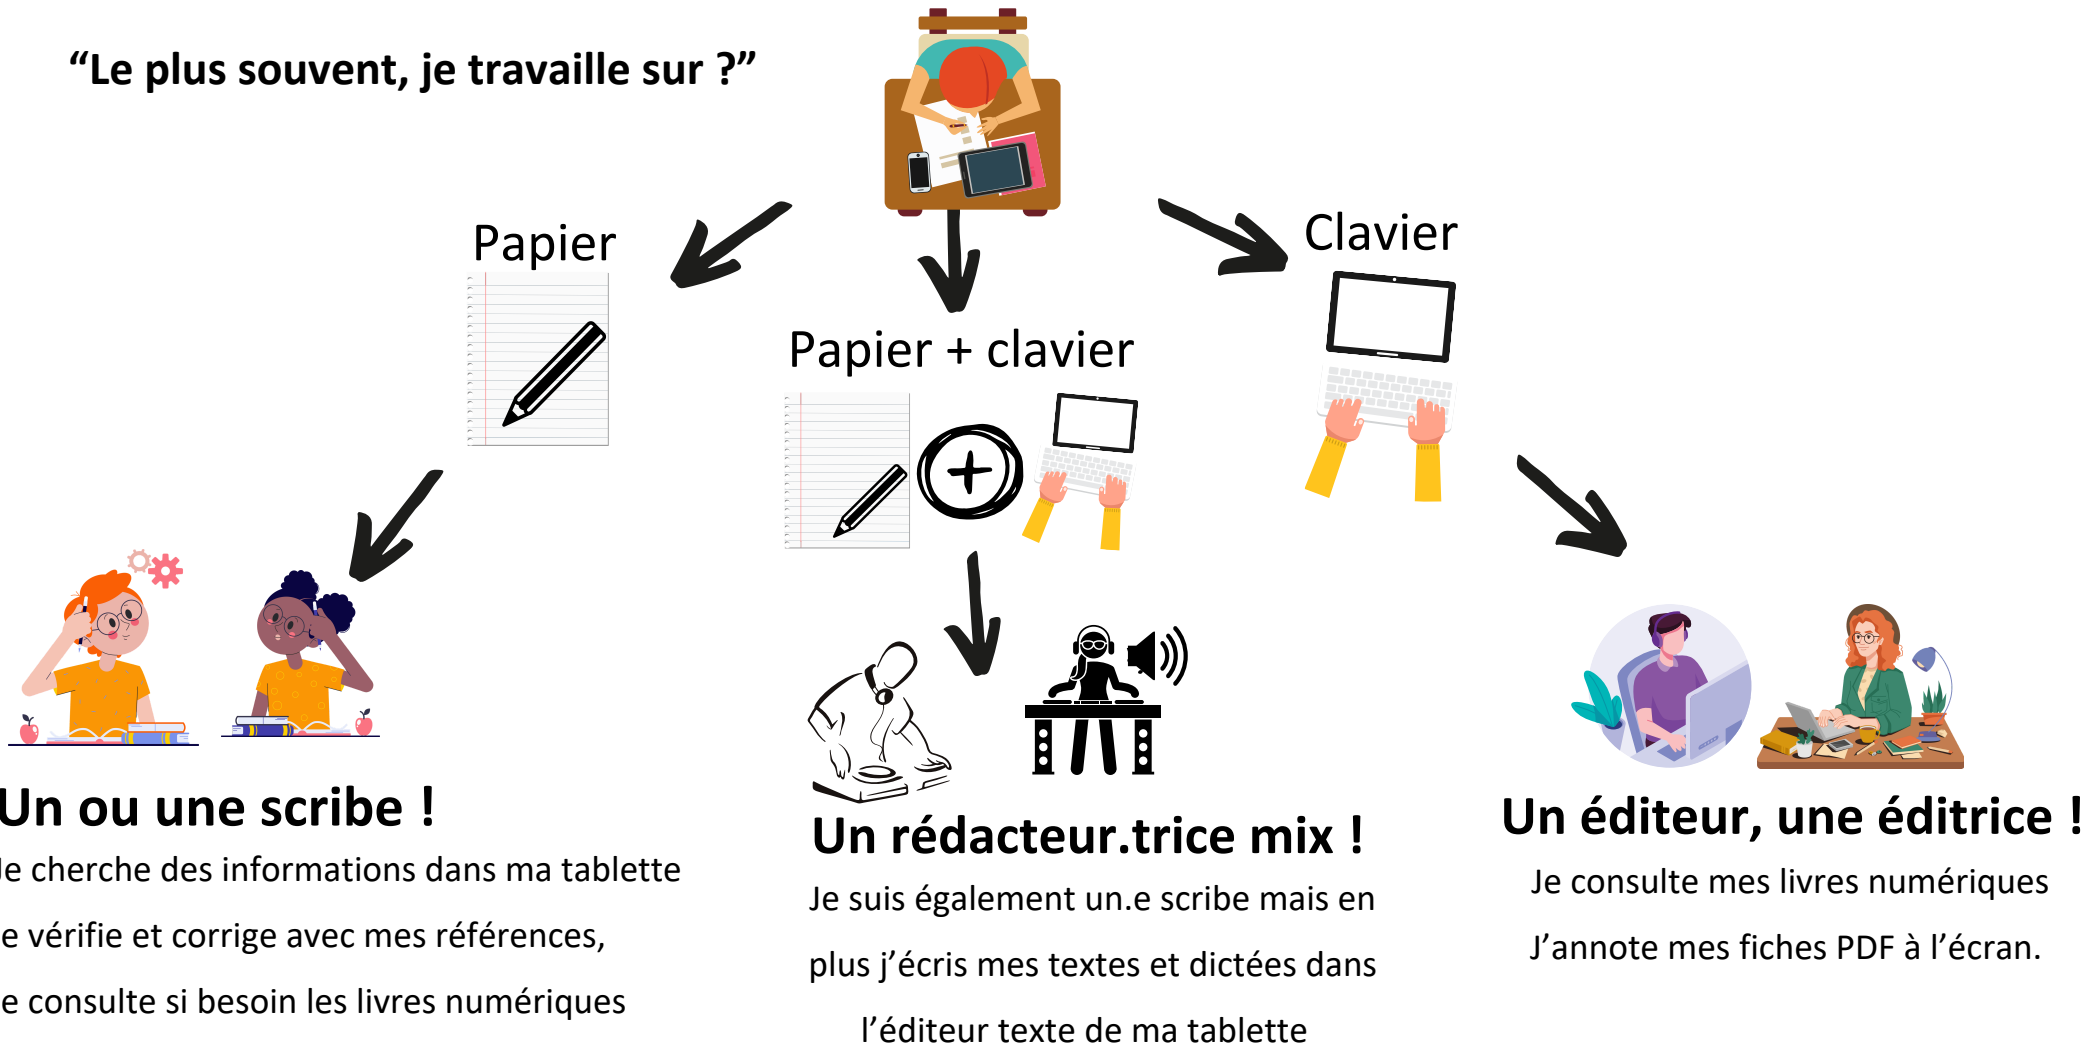 “Le plus souvent, je travaille sur ?”
Papier
Clavier
Papier + clavier
Un ou une scribe !
Je cherche des informations dans ma tablette
e vérifie et corrige avec mes références,
e consulte si besoin les livres numériques
Un rédacteur.trice mix !
Je suis également un.e scribe mais en
plus j’écris mes textes et dictées dans
l’éditeur texte de ma tablette
Un éditeur, une éditrice !
Je consulte mes livres numériques
J’annote mes fiches PDF à l’écran.